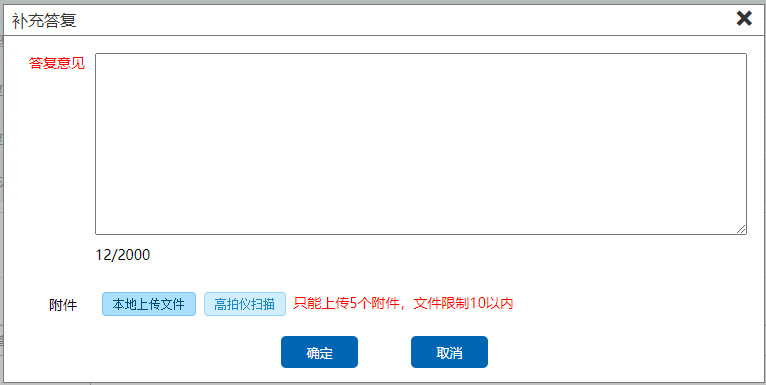 补充答复
答复意见
12/2000
附件 本地上传文件 高拍仪扫描 只能上传5个附件，文件限制10以内
确定 取消